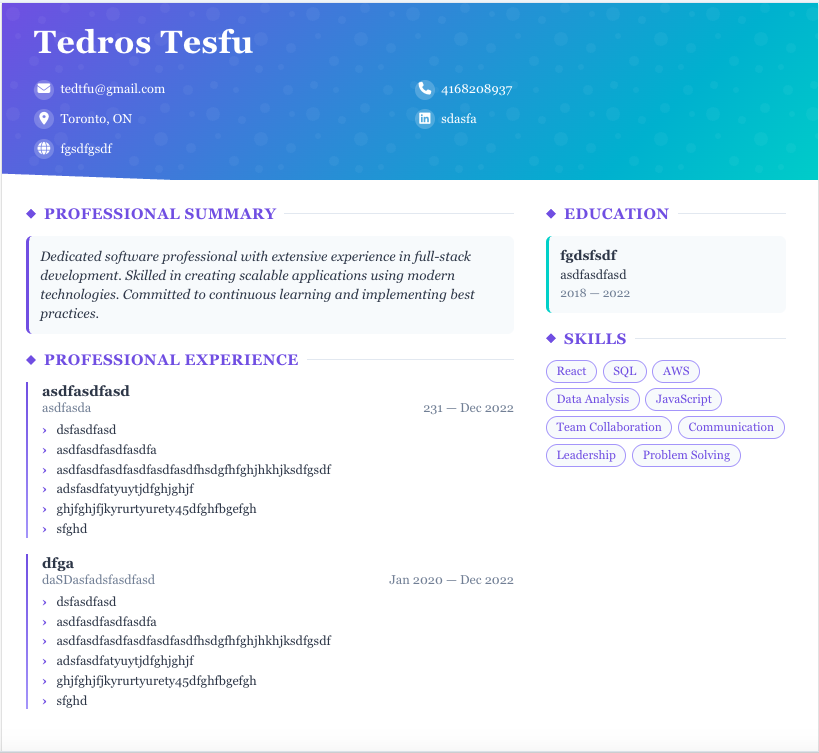 Tedros Tesfu
tedtfu@gmail.com
4168208937
Toronto, ON
sdasfa
fgsdfgsdf
PROFESSIONAL SUMMARY
Dedicated software professional with extensive experience in full-stack
development. Skilled in creating scalable applications using modern
technologies. Committed to continuous learning and implementing best
practices.
PROFESSIONAL EXPERIENCE
asdfasdfasd
asdfasda
231 — Dec 2022
› dsfasdfasd
› asdfasdfasdfasdfa
› asdfasdfasdfasdfasdfasdfhsdgfhfghjhkhjksdfgsdf
› adsfasdfatyuytjdfghjghjf
› ghjfghjfjkyrurtyurety45dfghfbgefgh
› sfghd
dfga
daSDasfadsfasdfasd
Jan 2020 — Dec 2022
› dsfasdfasd
› asdfasdfasdfasdfa
› asdfasdfasdfasdfasdfasdfhsdgfhfghjhkhjksdfgsdf
› adsfasdfatyuytjdfghjghjf
› ghjfghjfjkyrurtyurety45dfghfbgefgh
› sfghd
EDUCATION
fgdsfsdf
asdfasdfasd
2018 — 2022
SKILLS
React SQL AWS
Data Analysis JavaScript
Team Collaboration Communication
Leadership Problem Solving